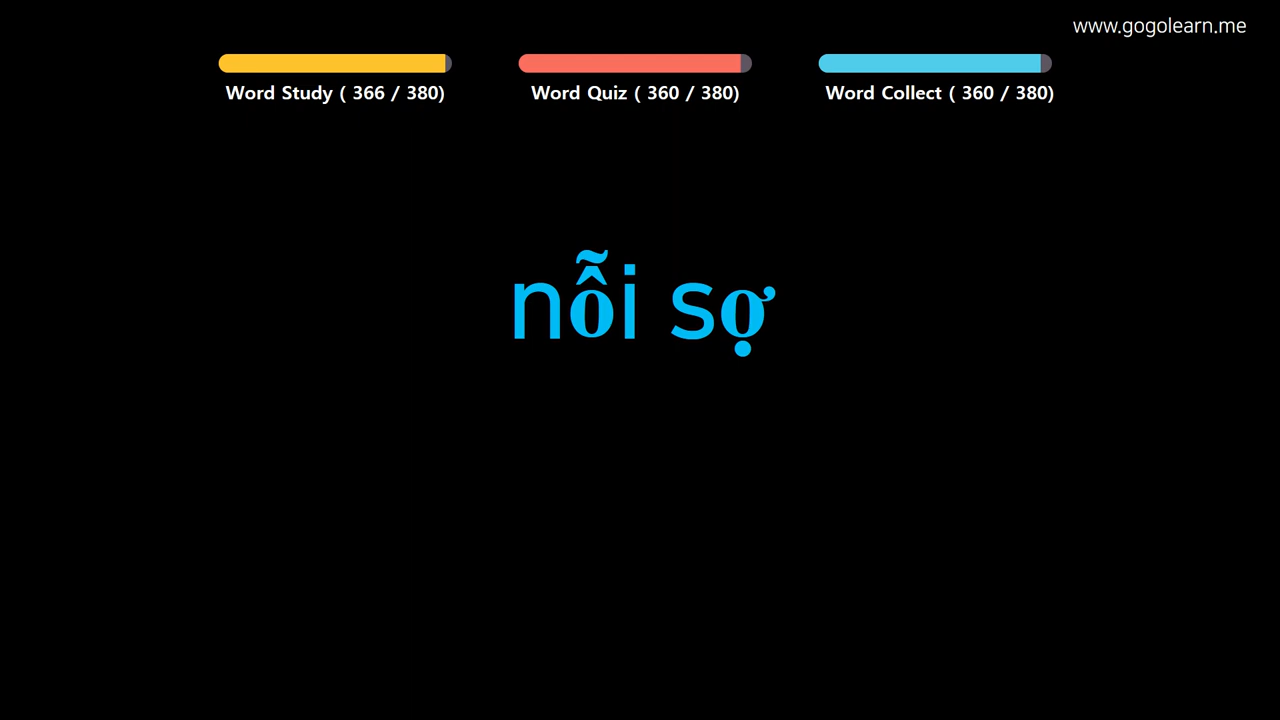 www.gogolearn.me
Word Study ( 366 / 380)
Word Quiz ( 360 / 380)
Word Collect ( 360 / 380)
nỗi sợ